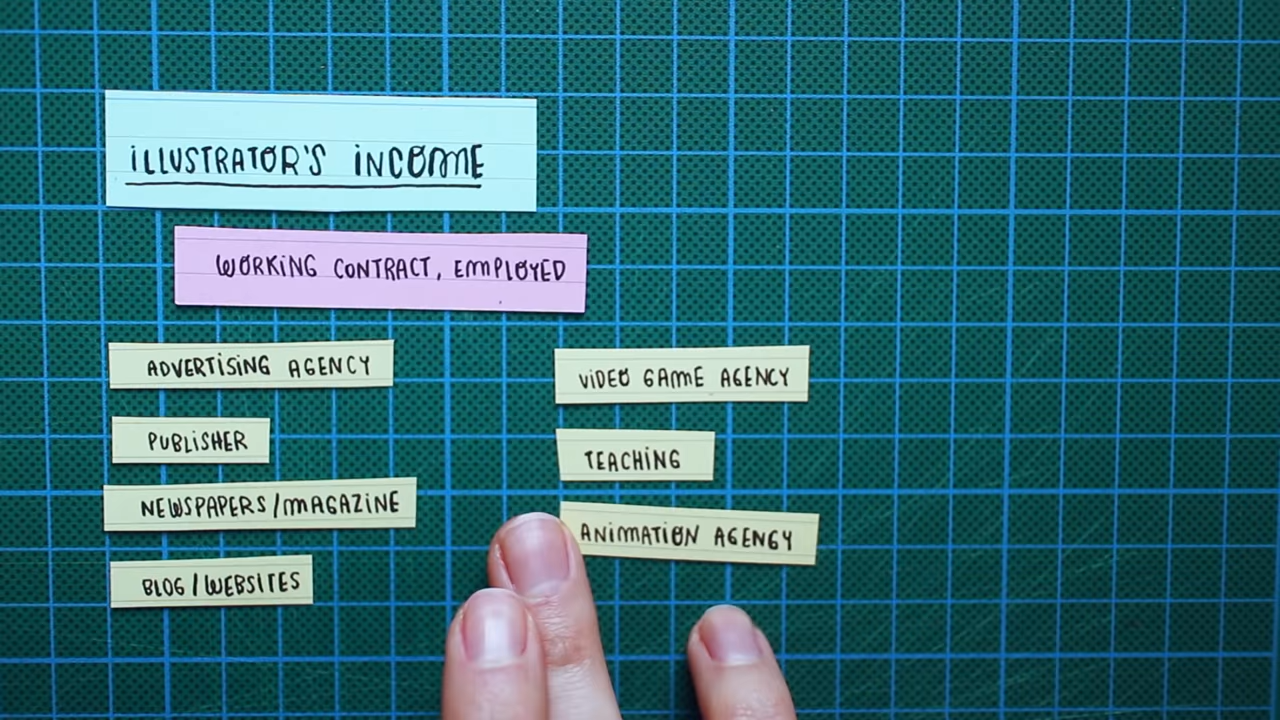 iLLUSTRATOR'S iNCOME
WORKiNG CONTRACT, EMPLOYED
ADVERTiSiNG AGENCY
PUBLiSHER
NEWSPAPERS/MAGAZiNE
BLOG/WEBSiTES
ViDEO GAME AGENCY
TEACHiNG
ANiMATiON AGENCY